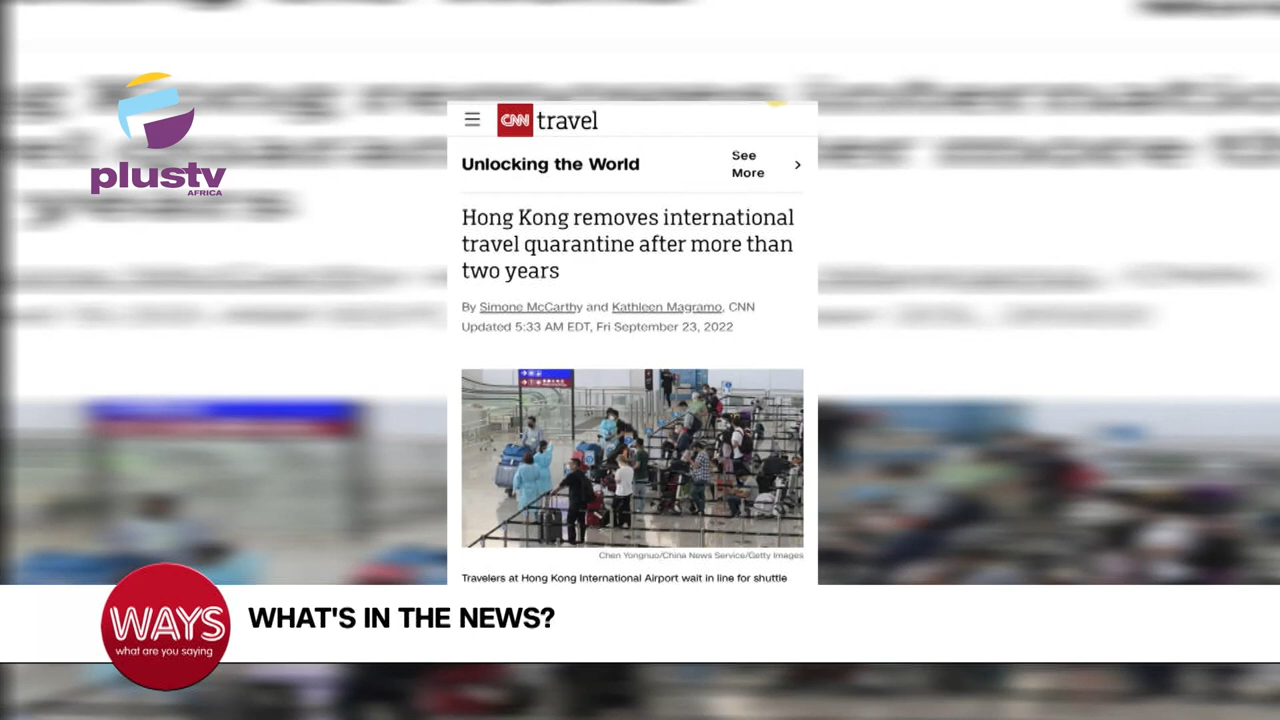 plustv
AFRICA
CNN travel
Unlocking the World
See More
Hong Kong removes international
travel quarantine after more than
two years
By Simone McCarthy and Kathleen Magramo, CNN
Updated 5:33 AM EDT, Fri September 23, 2022
Chen Yongnuo/China News Service/Getty Images
Travelers at Hong Kong International Airport wait in line for shuttle
WAYS
what are you saying
WHAT'S IN THE NEWS?